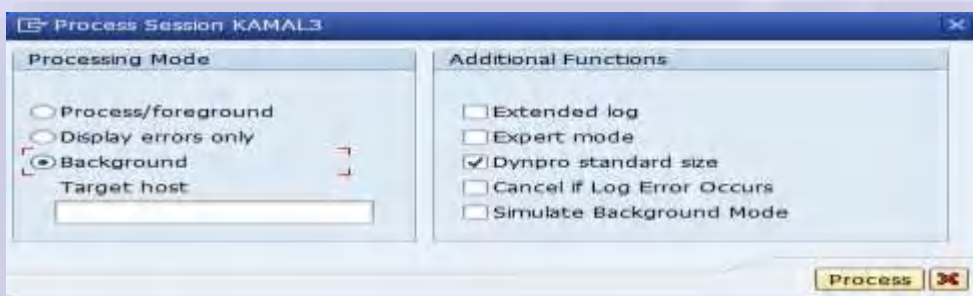 Process Session KAMAL3
Processing Mode
Process/foreground
Display errors only
Background
Target host
Additional Functions
Extended log
Expert mode
Dynpro standard size
Cancel if Log Error Occurs
Simulate Background Mode
Process